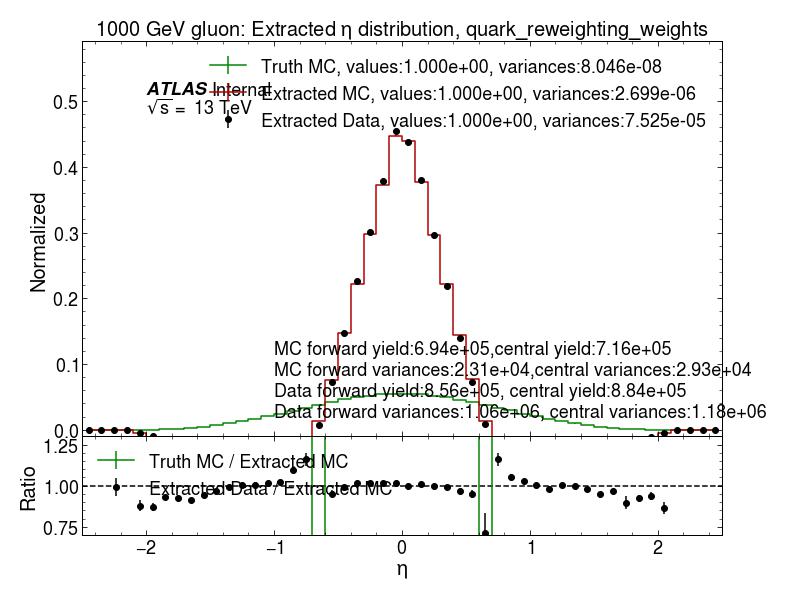 1000 GeV gluon: Extracted η distribution, quark_reweighting_weights
Truth MC, values:1.000e+00, variances:8.046e-08
ATLAS Internal
Extracted MC, values:1.000e+00, variances:2.699e-06
√s = 13 TeV
Extracted Data, values:1.000e+00, variances:7.525e-05
Normalized
0.5
0.4
0.3
0.2
0.1
0.0
MC forward yield:6.94e+05,central yield:7.16e+05
MC forward variances:2.31e+04,central variances:2.93e+04
Data forward yield:8.56e+05, central yield:8.84e+05
Data forward variances:1.06e+06, central variances:1.18e+06
Ratio
1.25
1.00
0.75
Truth MC / Extracted MC
Extracted Data / Extracted MC
−2 −1 0 1 2
η